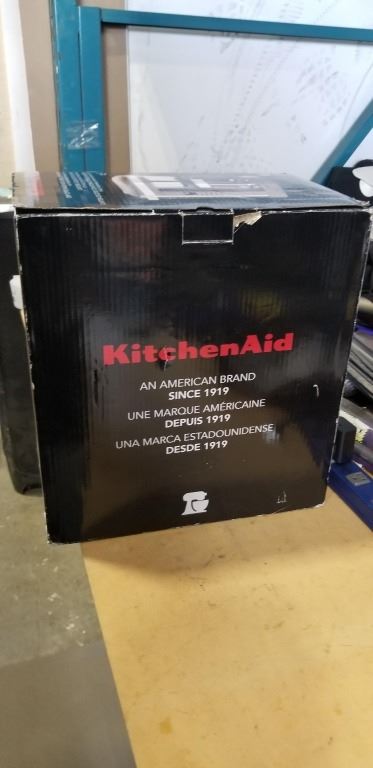 KitchenAid
AN AMERICAN BRAND
SINCE 1919
UNE MARQUE AMÉRICAINE
DEPUIS 1919
UNA MARCA ESTADOUNIDENSE
DESDE 1919